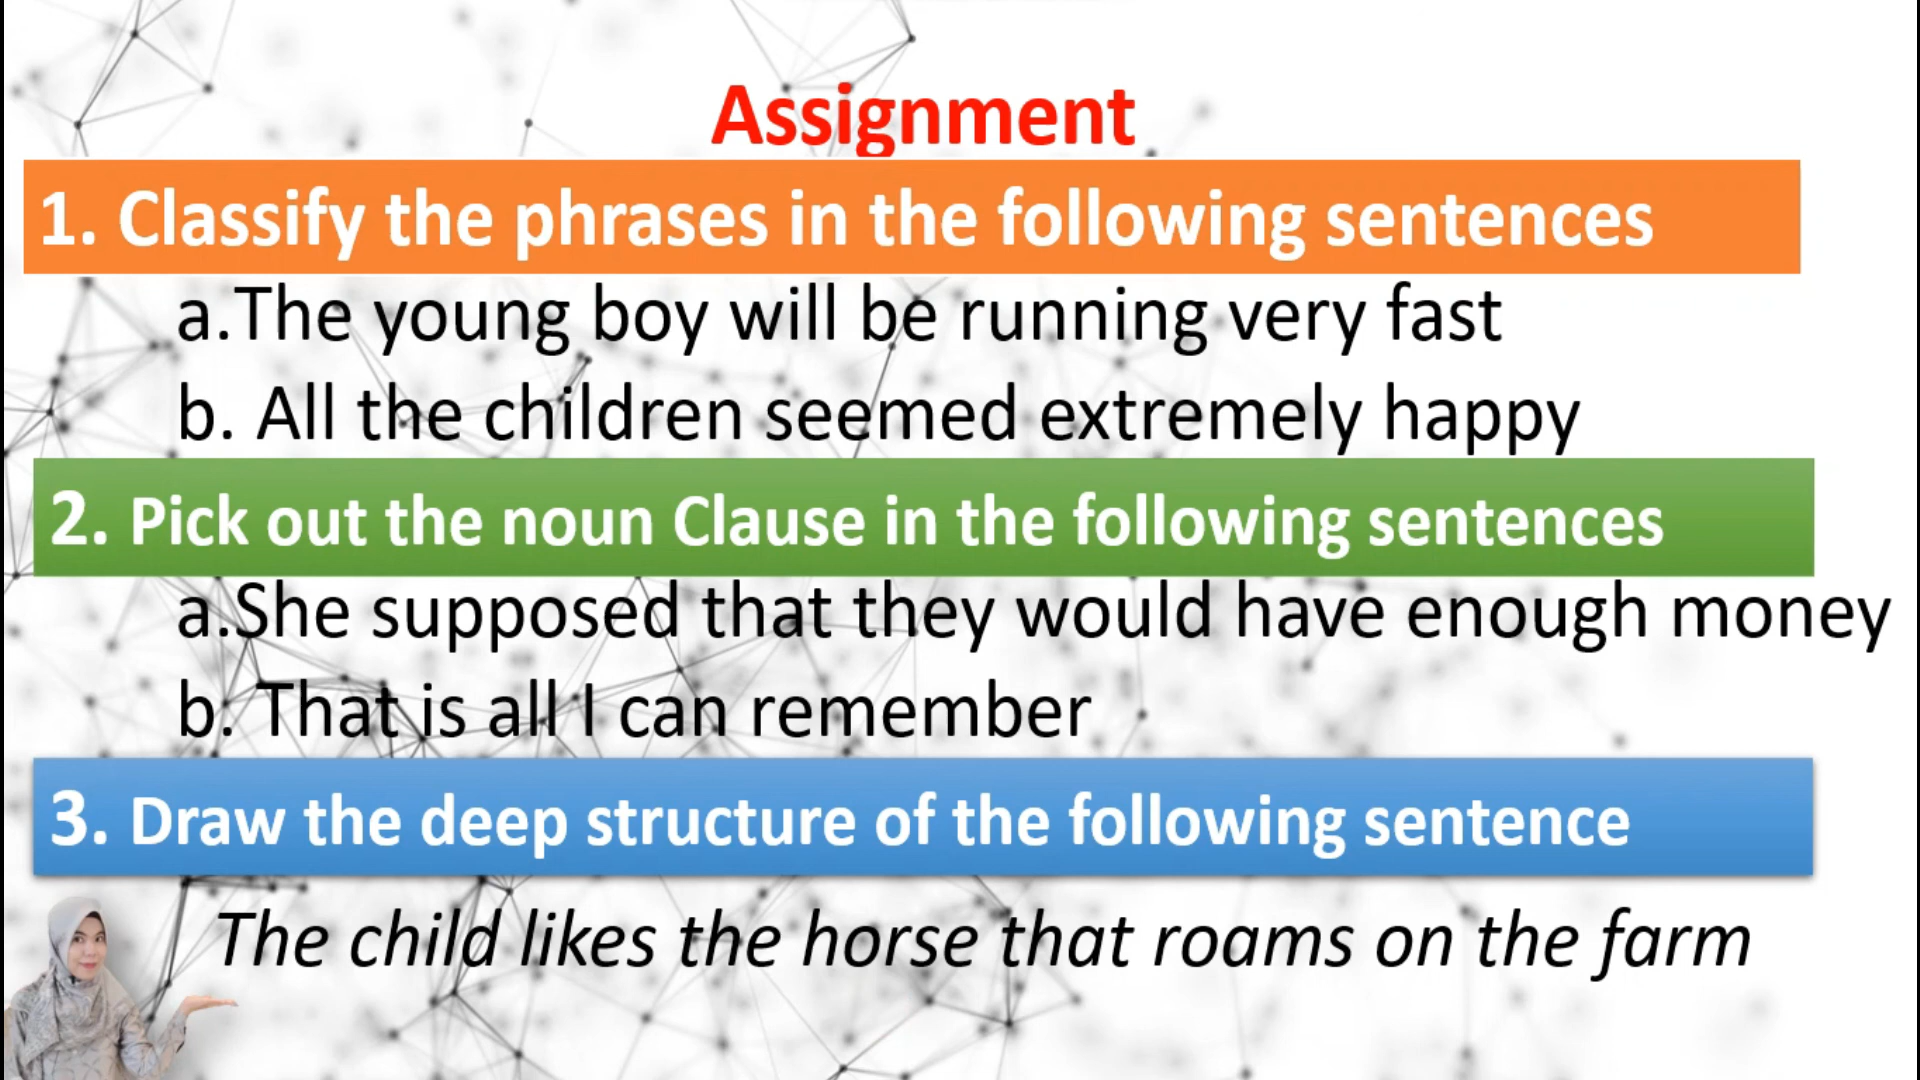 Assignment
1. Classify the phrases in the following sentences
a.The young boy will be running very fast
b. All the children seemed extremely happy
2. Pick out the noun Clause in the following sentences
a.She supposed that they would have enough money
b. That is all I can remember
3. Draw the deep structure of the following sentence
The child likes the horse that roams on the farm